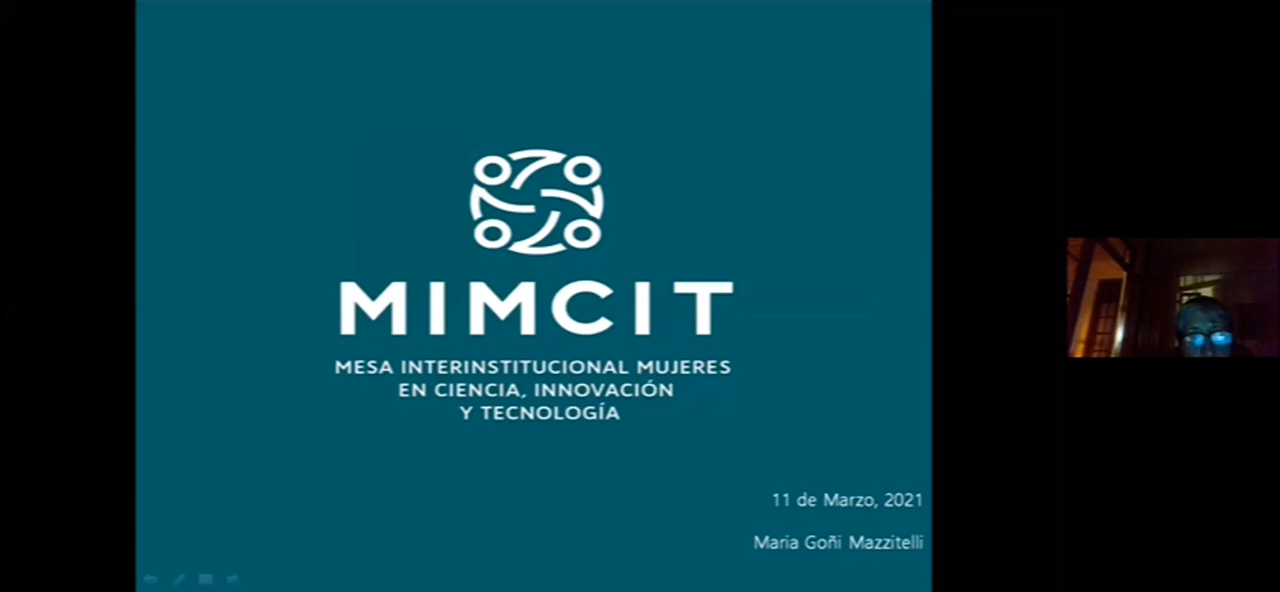 MIMCIT
MESA INTERINSTITUCIONAL MUJERES
EN CIENCIA, INNOVACIÓN
Y TECNOLOGÍA
11 de Marzo, 2021
Maria Goñi Mazzitelli